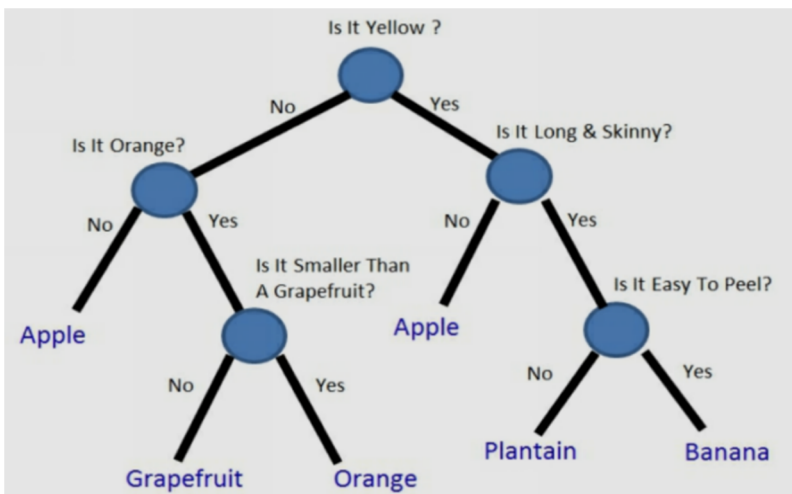 Is It Yellow ?
No
Yes
Is It Orange?
Is It Long & Skinny?
No
Yes
No
Yes
Is It Smaller Than
A Grapefruit?
Is It Easy To Peel?
Apple
Apple
No
Yes
No
Yes
Plantain
Banana
Grapefruit
Orange